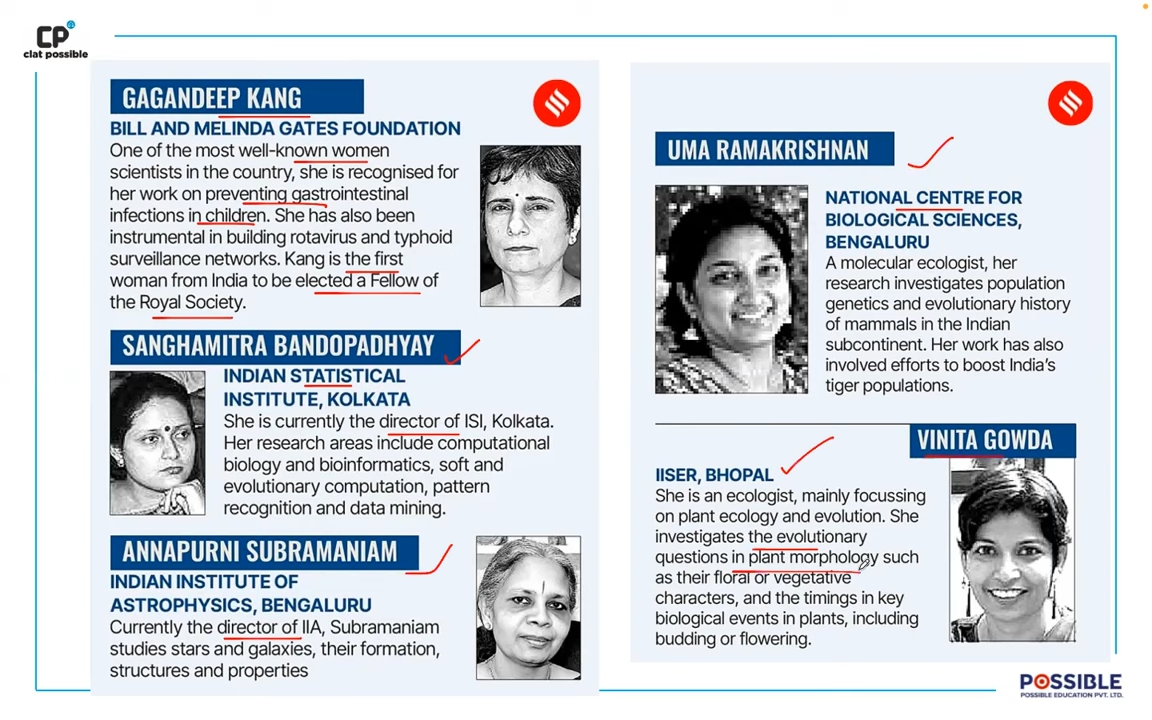 CP
clat possible
GAGANDEEP KANG
BILL AND MELINDA GATES FOUNDATION
One of the most well-known women
scientists in the country, she is recognised for
her work on preventing gastrointestinal
infections in children. She has also been
instrumental in building rotavirus and typhoid
surveillance networks. Kang is the first
woman from India to be elected a Fellow of
the Royal Society.
SANGHAMITRA BANDOPADHYAY
INDIAN STATISTICAL
INSTITUTE, KOLKATA
She is currently the director of ISI, Kolkata.
Her research areas include computational
biology and bioinformatics, soft and
evolutionary computation, pattern
recognition and data mining.
ANNAPURNI SUBRAMANIAM
INDIAN INSTITUTE OF
ASTROPHYSICS, BENGALURU
Currently the director of IIA, Subramaniam
studies stars and galaxies, their formation,
structures and properties
UMA RAMAKRISHNAN
NATIONAL CENTRE FOR
BIOLOGICAL SCIENCES,
BENGALURU
A molecular ecologist, her
research investigates population
genetics and evolutionary history
of mammals in the Indian
subcontinent. Her work has also
involved efforts to boost India's
tiger populations.
VINITA GOWDA
IISER, BHOPAL
She is an ecologist, mainly focussing
on plant ecology and evolution. She
investigates the evolutionary
questions in plant morphology such
as their floral or vegetative
characters, and the timings in key
biological events in plants, including
budding or flowering.
POSSIBLE
POSSIBLE EDUCATION PVT. LTD.